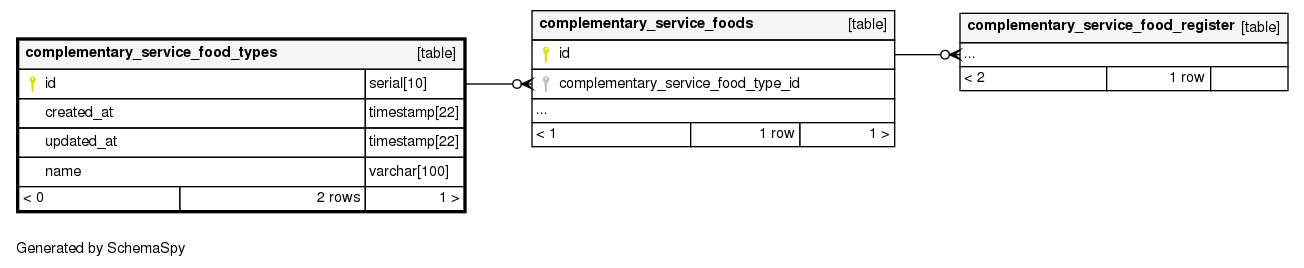 complementary_service_food_types [table]
id serial[10]
created_at timestamp[22]
updated_at timestamp[22]
name varchar[100]
< 0 2 rows 1 >
complementary_service_foods [table]
id
complementary_service_food_type_id
...
< 1 1 row 1 >
complementary_service_food_register [table]
...
< 2 1 row
Generated by SchemaSpy